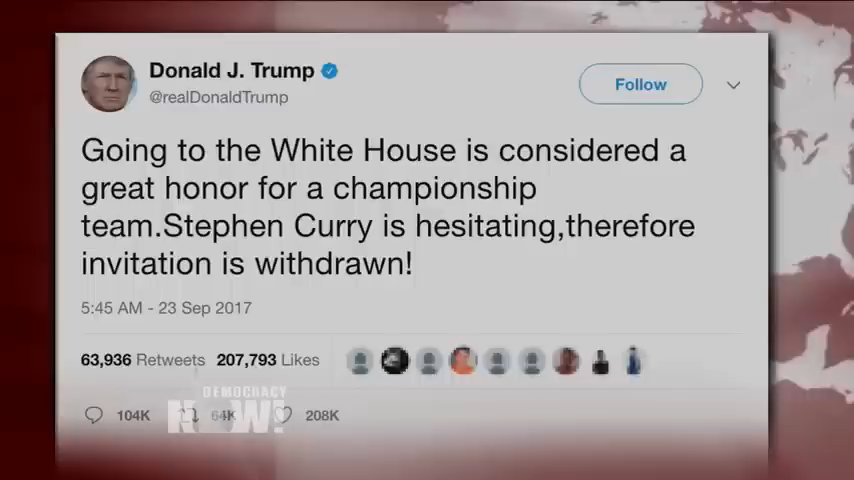 Donald J. Trump
@realDonaldTrump
Follow
Going to the White House is considered a
great honor for a championship
team.Stephen Curry is hesitating,therefore
invitation is withdrawn!
5:45 AM - 23 Sep 2017
63,936 Retweets 207,793 Likes
104K 64K 208K
DEMOCRACY
NOW!